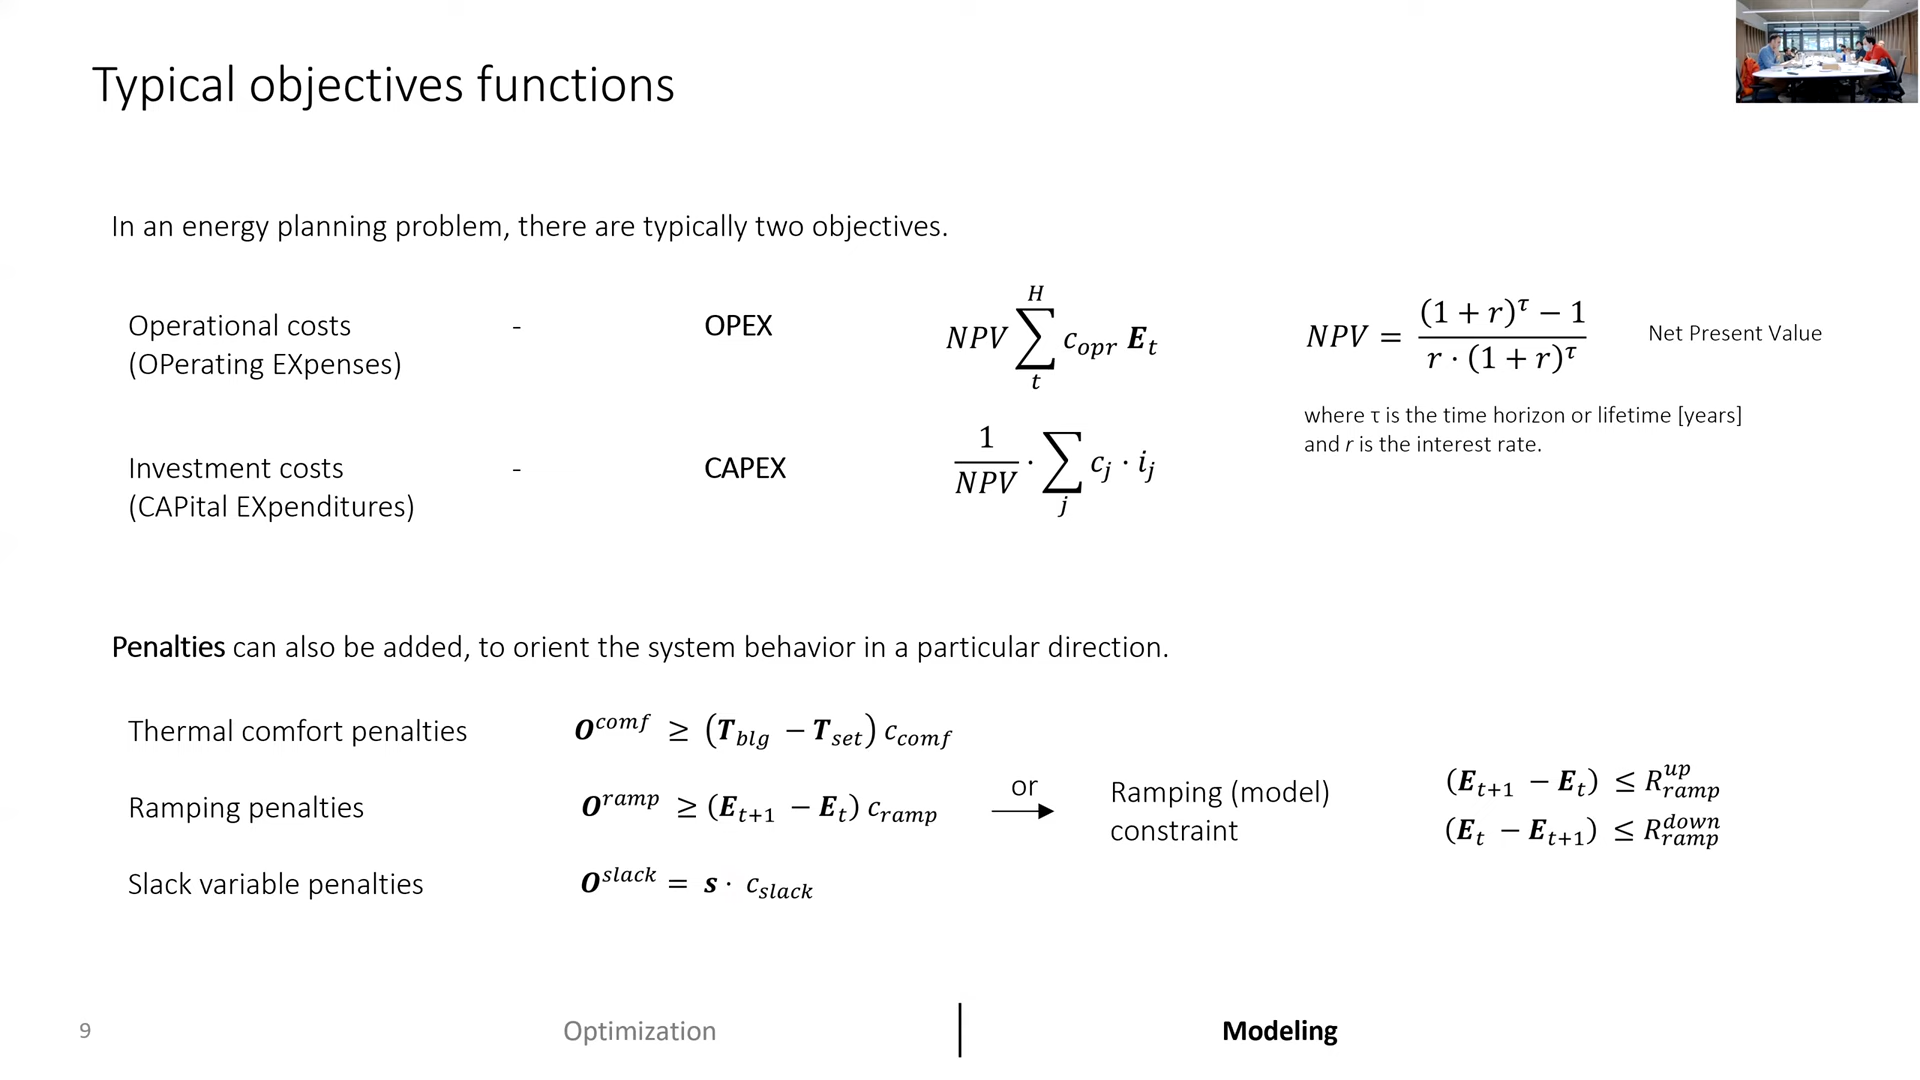 Typical objectives functions
In an energy planning problem, there are typically two objectives.
Operational costs - OPEX
(OPerating EXpenses)
NPV ∑_t^H c_opr E_t
NPV = ((1 + r)^τ − 1) / (r · (1 + r)^τ)
Net Present Value
where τ is the time horizon or lifetime [years]
and r is the interest rate.
Investment costs - CAPEX
(CAPital EXpenditures)
1/NPV · ∑_j c_j · i_j
Penalties can also be added, to orient the system behavior in a particular direction.
Thermal comfort penalties O^comf ≥ (T_blg − T_set) c_comf
Ramping penalties O^ramp ≥ (E_{t+1} − E_t) c_ramp
or
Ramping (model)
constraint
(E_{t+1} − E_t) ≤ R_ramp^up
(E_t − E_{t+1}) ≤ R_ramp^down
Slack variable penalties O^slack = s · c_slack
9 Optimization | Modeling